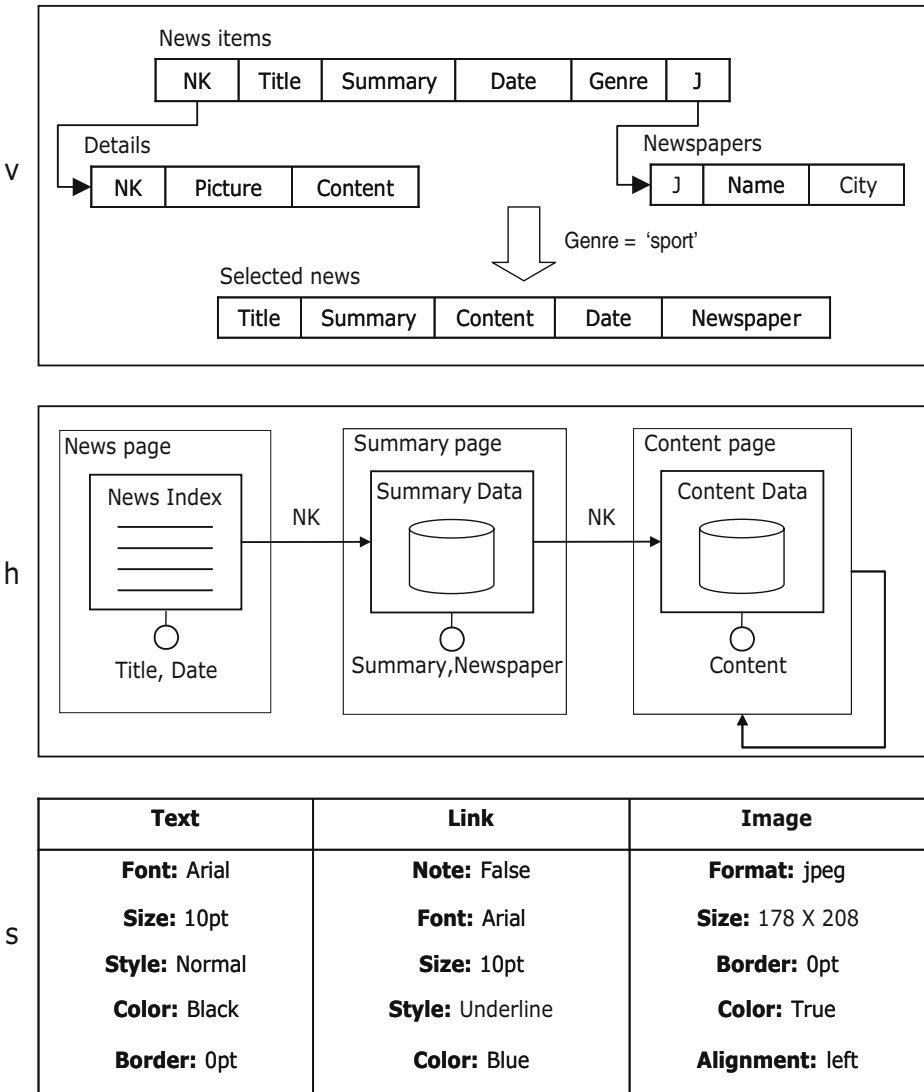 News items
NK Title Summary Date Genre J
Details
Newspapers
v
NK Picture Content
J Name City
Genre = ‘sport’
Selected news
Title Summary Content Date Newspaper
News page
Summary page
Content page
News Index
Summary Data
Content Data
NK
NK
h
Title, Date
Summary,Newspaper
Content
Text Link Image
Font: Arial Note: False Format: jpeg
Size: 10pt Font: Arial Size: 178 X 208
s
Style: Normal Size: 10pt Border: 0pt
Color: Black Style: Underline Color: True
Border: 0pt Color: Blue Alignment: left